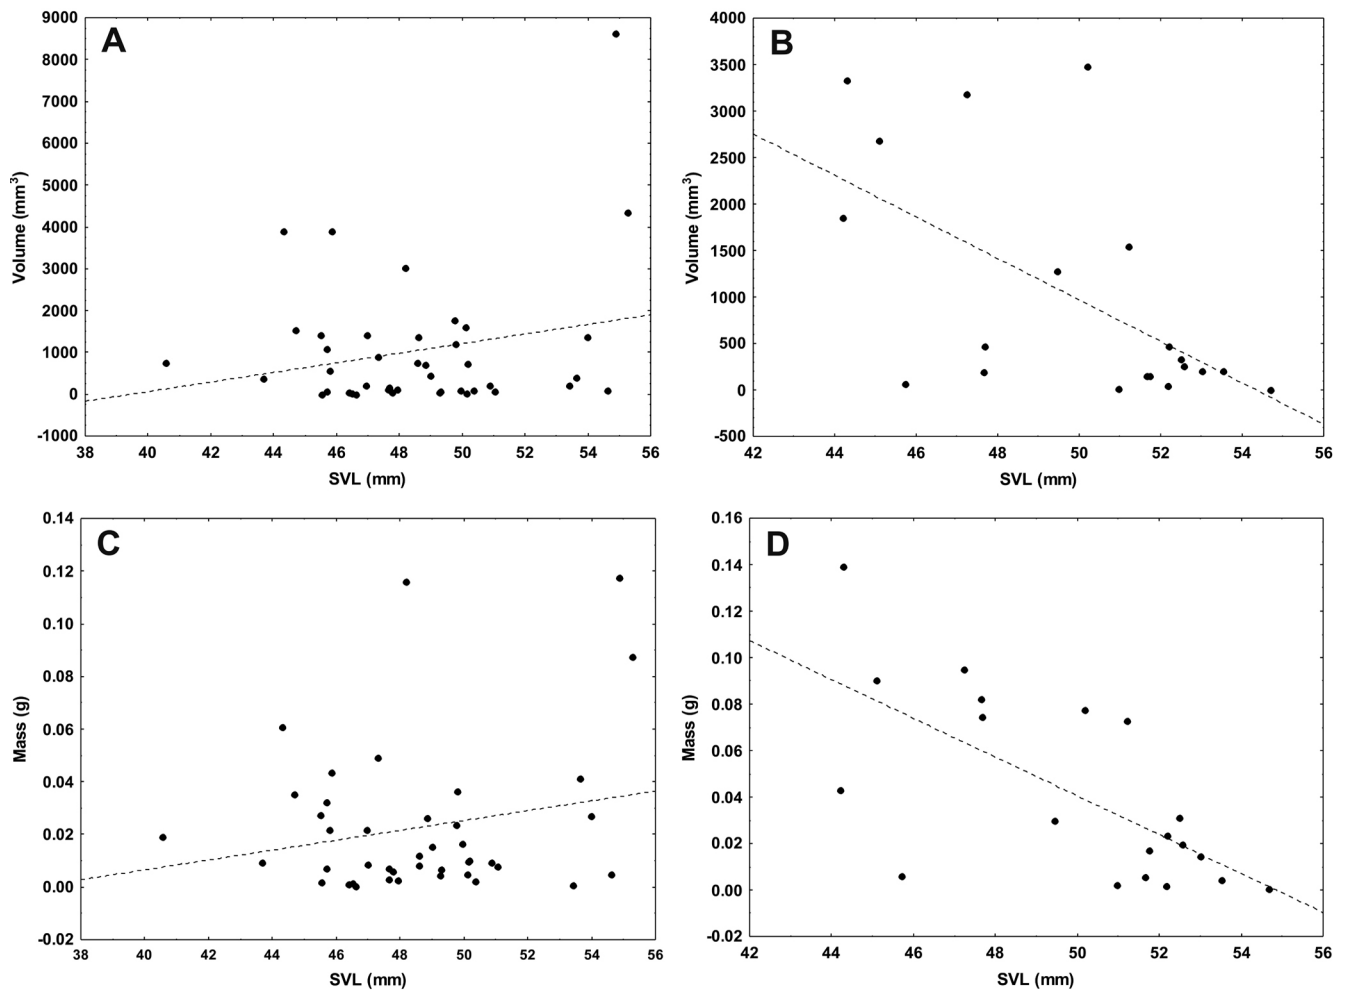 A
9000
8000
7000
6000
5000
4000
3000
2000
1000
0
-1000
Volume (mm³)
38 40 42 44 46 48 50 52 54 56
SVL (mm)
B
4000
3500
3000
2500
2000
1500
1000
500
0
-500
Volume (mm³)
42 44 46 48 50 52 54 56
SVL (mm)
C
0.14
0.12
0.10
0.08
0.06
0.04
0.02
0.00
-0.02
Mass (g)
38 40 42 44 46 48 50 52 54 56
SVL (mm)
D
0.16
0.14
0.12
0.10
0.08
0.06
0.04
0.02
0.00
-0.02
Mass (g)
42 44 46 48 50 52 54 56
SVL (mm)